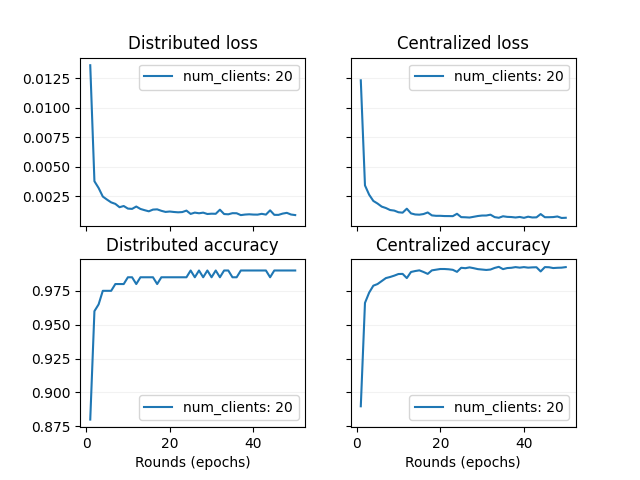 Distributed loss
Centralized loss
num_clients: 20
num_clients: 20
0.0125
0.0100
0.0075
0.0050
0.0025
Distributed accuracy
Centralized accuracy
0.975
0.950
0.925
0.900
0.875
num_clients: 20
num_clients: 20
0 20 40
0 20 40
Rounds (epochs)
Rounds (epochs)